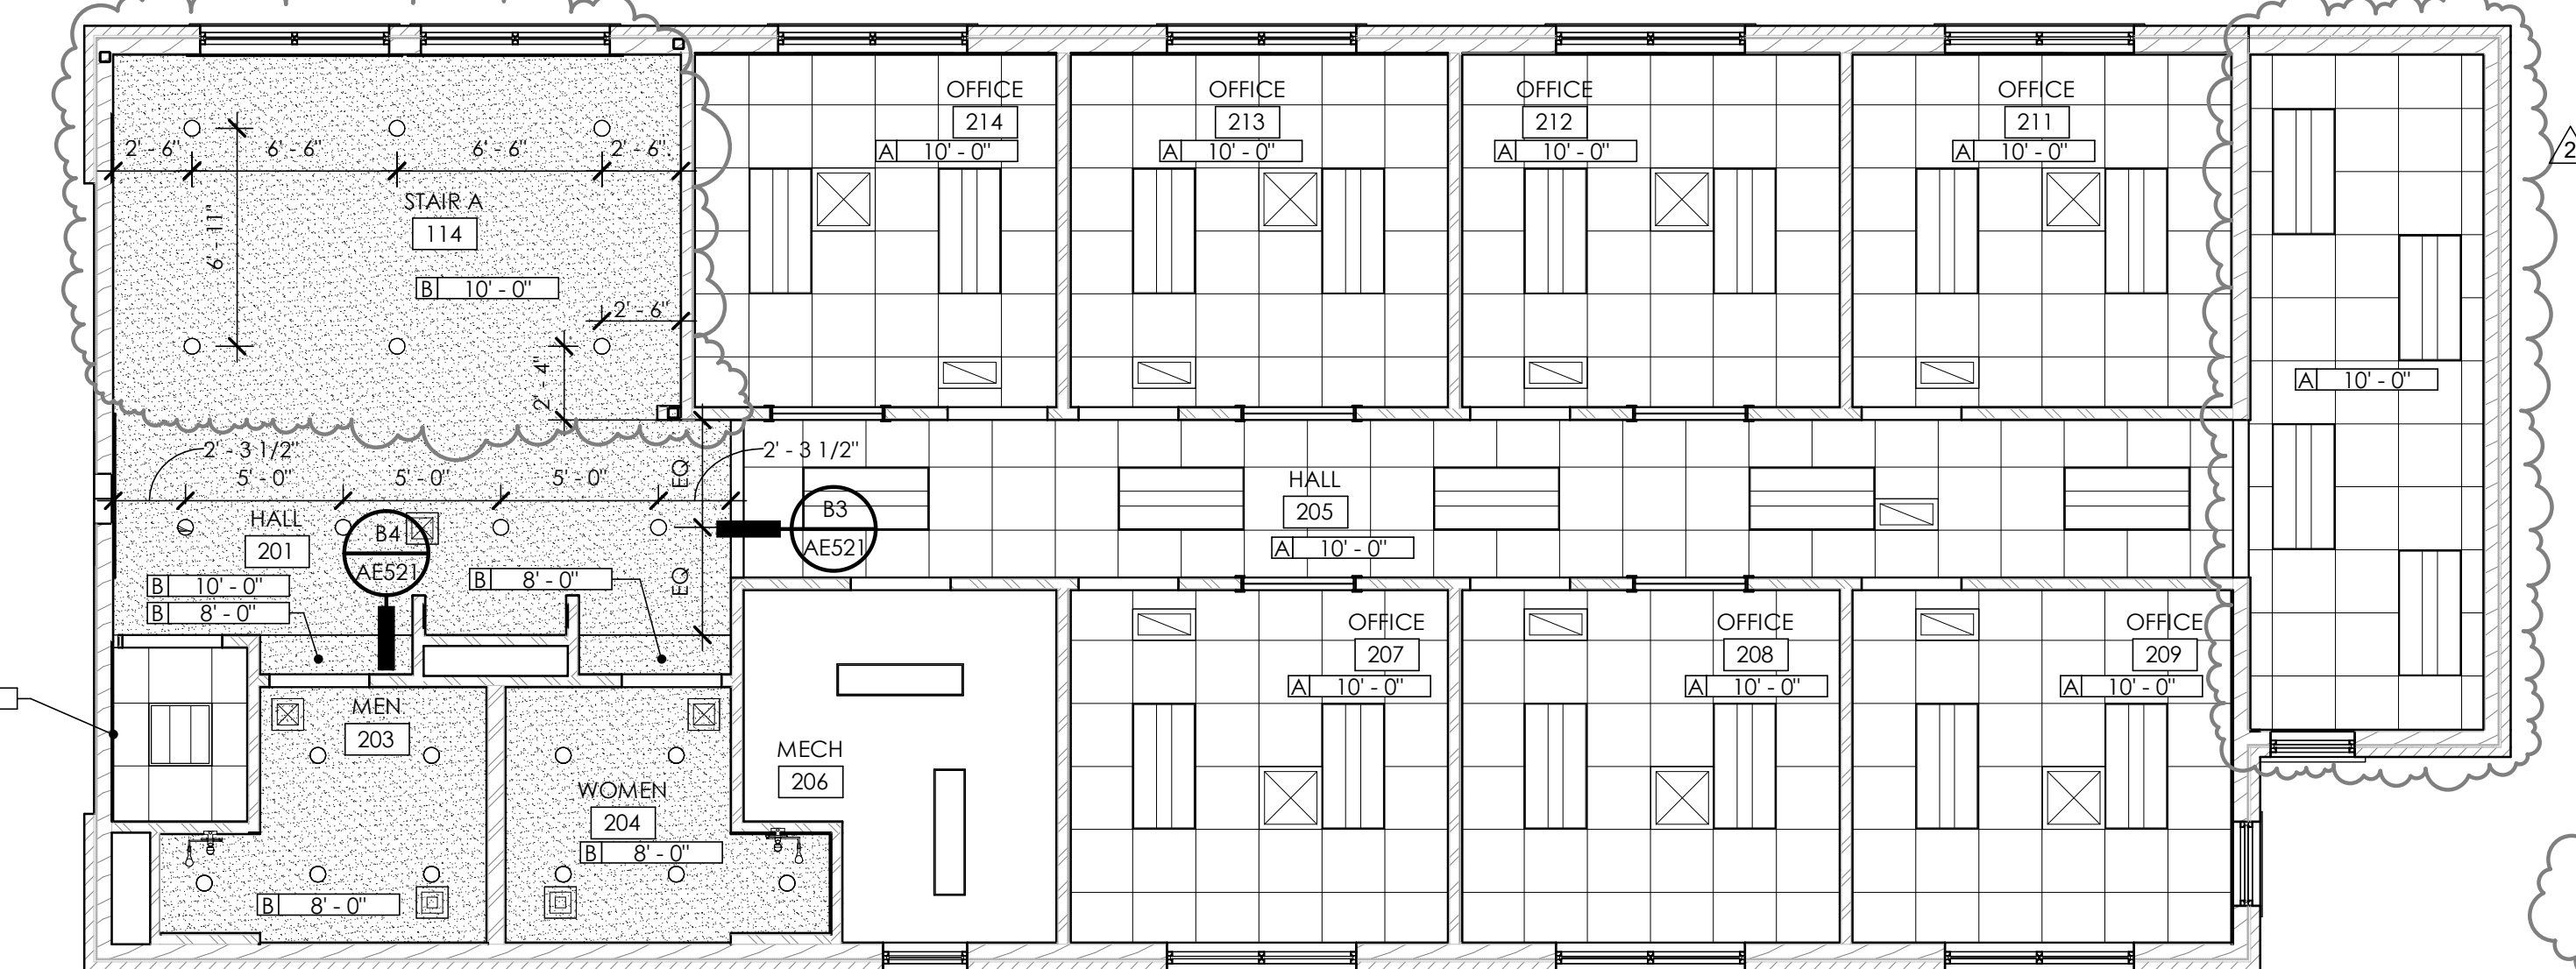 OFFICE
214
A 10' - 0"
OFFICE
213
A 10' - 0"
OFFICE
212
A 10' - 0"
OFFICE
211
A 10' - 0"
2
2' - 6"
6' - 6"
6' - 6"
2' - 6"
6' - 11"
STAIR A
114
B 10' - 0"
2' - 6"
2' - 4"
A 10' - 0"
2' - 3 1/2"
5' - 0"
5' - 0"
5' - 0"
EQ
2' - 3 1/2"
HALL
201
B 10' - 0"
B 8' - 0"
B4
AE521
B 8' - 0"
EQ
B3
AE521
HALL
205
A 10' - 0"
MEN
203
B 8' - 0"
WOMEN
204
B 8' - 0"
MECH
206
OFFICE
207
A 10' - 0"
OFFICE
208
A 10' - 0"
OFFICE
209
A 10' - 0"